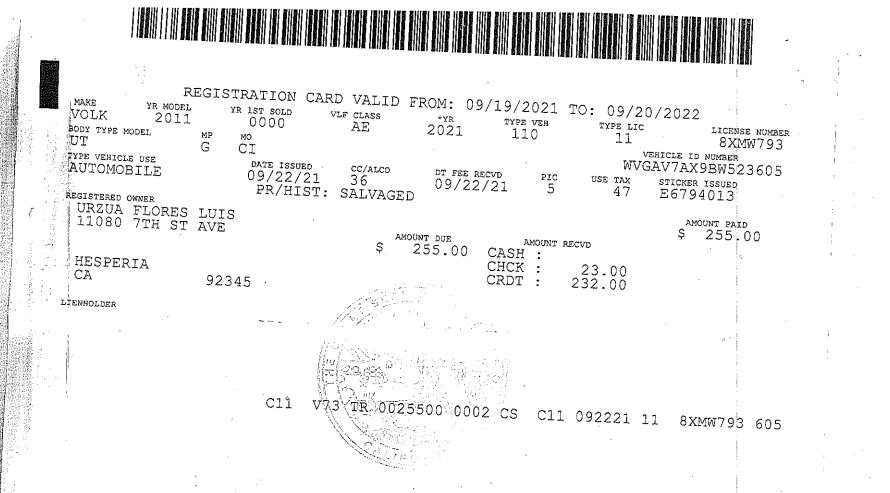 REGISTRATION CARD VALID FROM: 09/19/2021 TO: 09/20/2022
MAKE YR MODEL YR 1ST SOLD VLF CLASS *YR TYPE VEH TYPE LIC LICENSE NUMBER
VOLK 2011 0000 AE 2021 110 11 8XMW793
BODY TYPE MODEL MP MO VEHICLE ID NUMBER
UT G CI WVGAV7AX9BW523605
TYPE VEHICLE USE DATE ISSUED CC/ALCO DT FEE RECVD PIC USE TAX STICKER ISSUED
AUTOMOBILE 09/22/21 36 09/22/21 5 47 E6794013
PR/HIST: SALVAGED
REGISTERED OWNER AMOUNT PAID
URZUA FLORES LUIS $ 255.00
11080 7TH ST AVE
AMOUNT DUE AMOUNT RECVD
$ 255.00 CASH :
HESPERIA CHCK : 23.00
CA 92345 CRDT : 232.00
LIENHOLDER
C11 V73 TR 0025500 0002 CS C11 092221 11 8XMW793 605